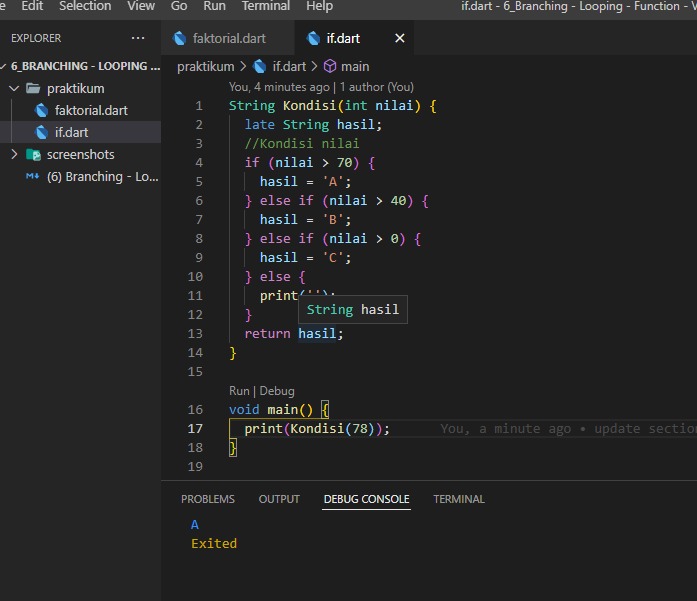 e Edit Selection View Go Run Terminal Help if.dart - 6_Branching - Looping - Function - V
EXPLORER ...
6_BRANCHING - LOOPING ...
praktikum
faktorial.dart
if.dart
screenshots
(6) Branching - Lo...
faktorial.dart if.dart
praktikum > if.dart > main
You, 4 minutes ago | 1 author (You)
1 String Kondisi(int nilai) {
2 late String hasil;
3 //Kondisi nilai
4 if (nilai > 70) {
5 hasil = 'A';
6 } else if (nilai > 40) {
7 hasil = 'B';
8 } else if (nilai > 0) {
9 hasil = 'C';
10 } else {
11 print('');
String hasil
12 }
13 return hasil;
14 }
15
Run | Debug
16 void main() {
17 print(Kondisi(78)); You, a minute ago • update section
18 }
19
PROBLEMS OUTPUT DEBUG CONSOLE TERMINAL
A
Exited